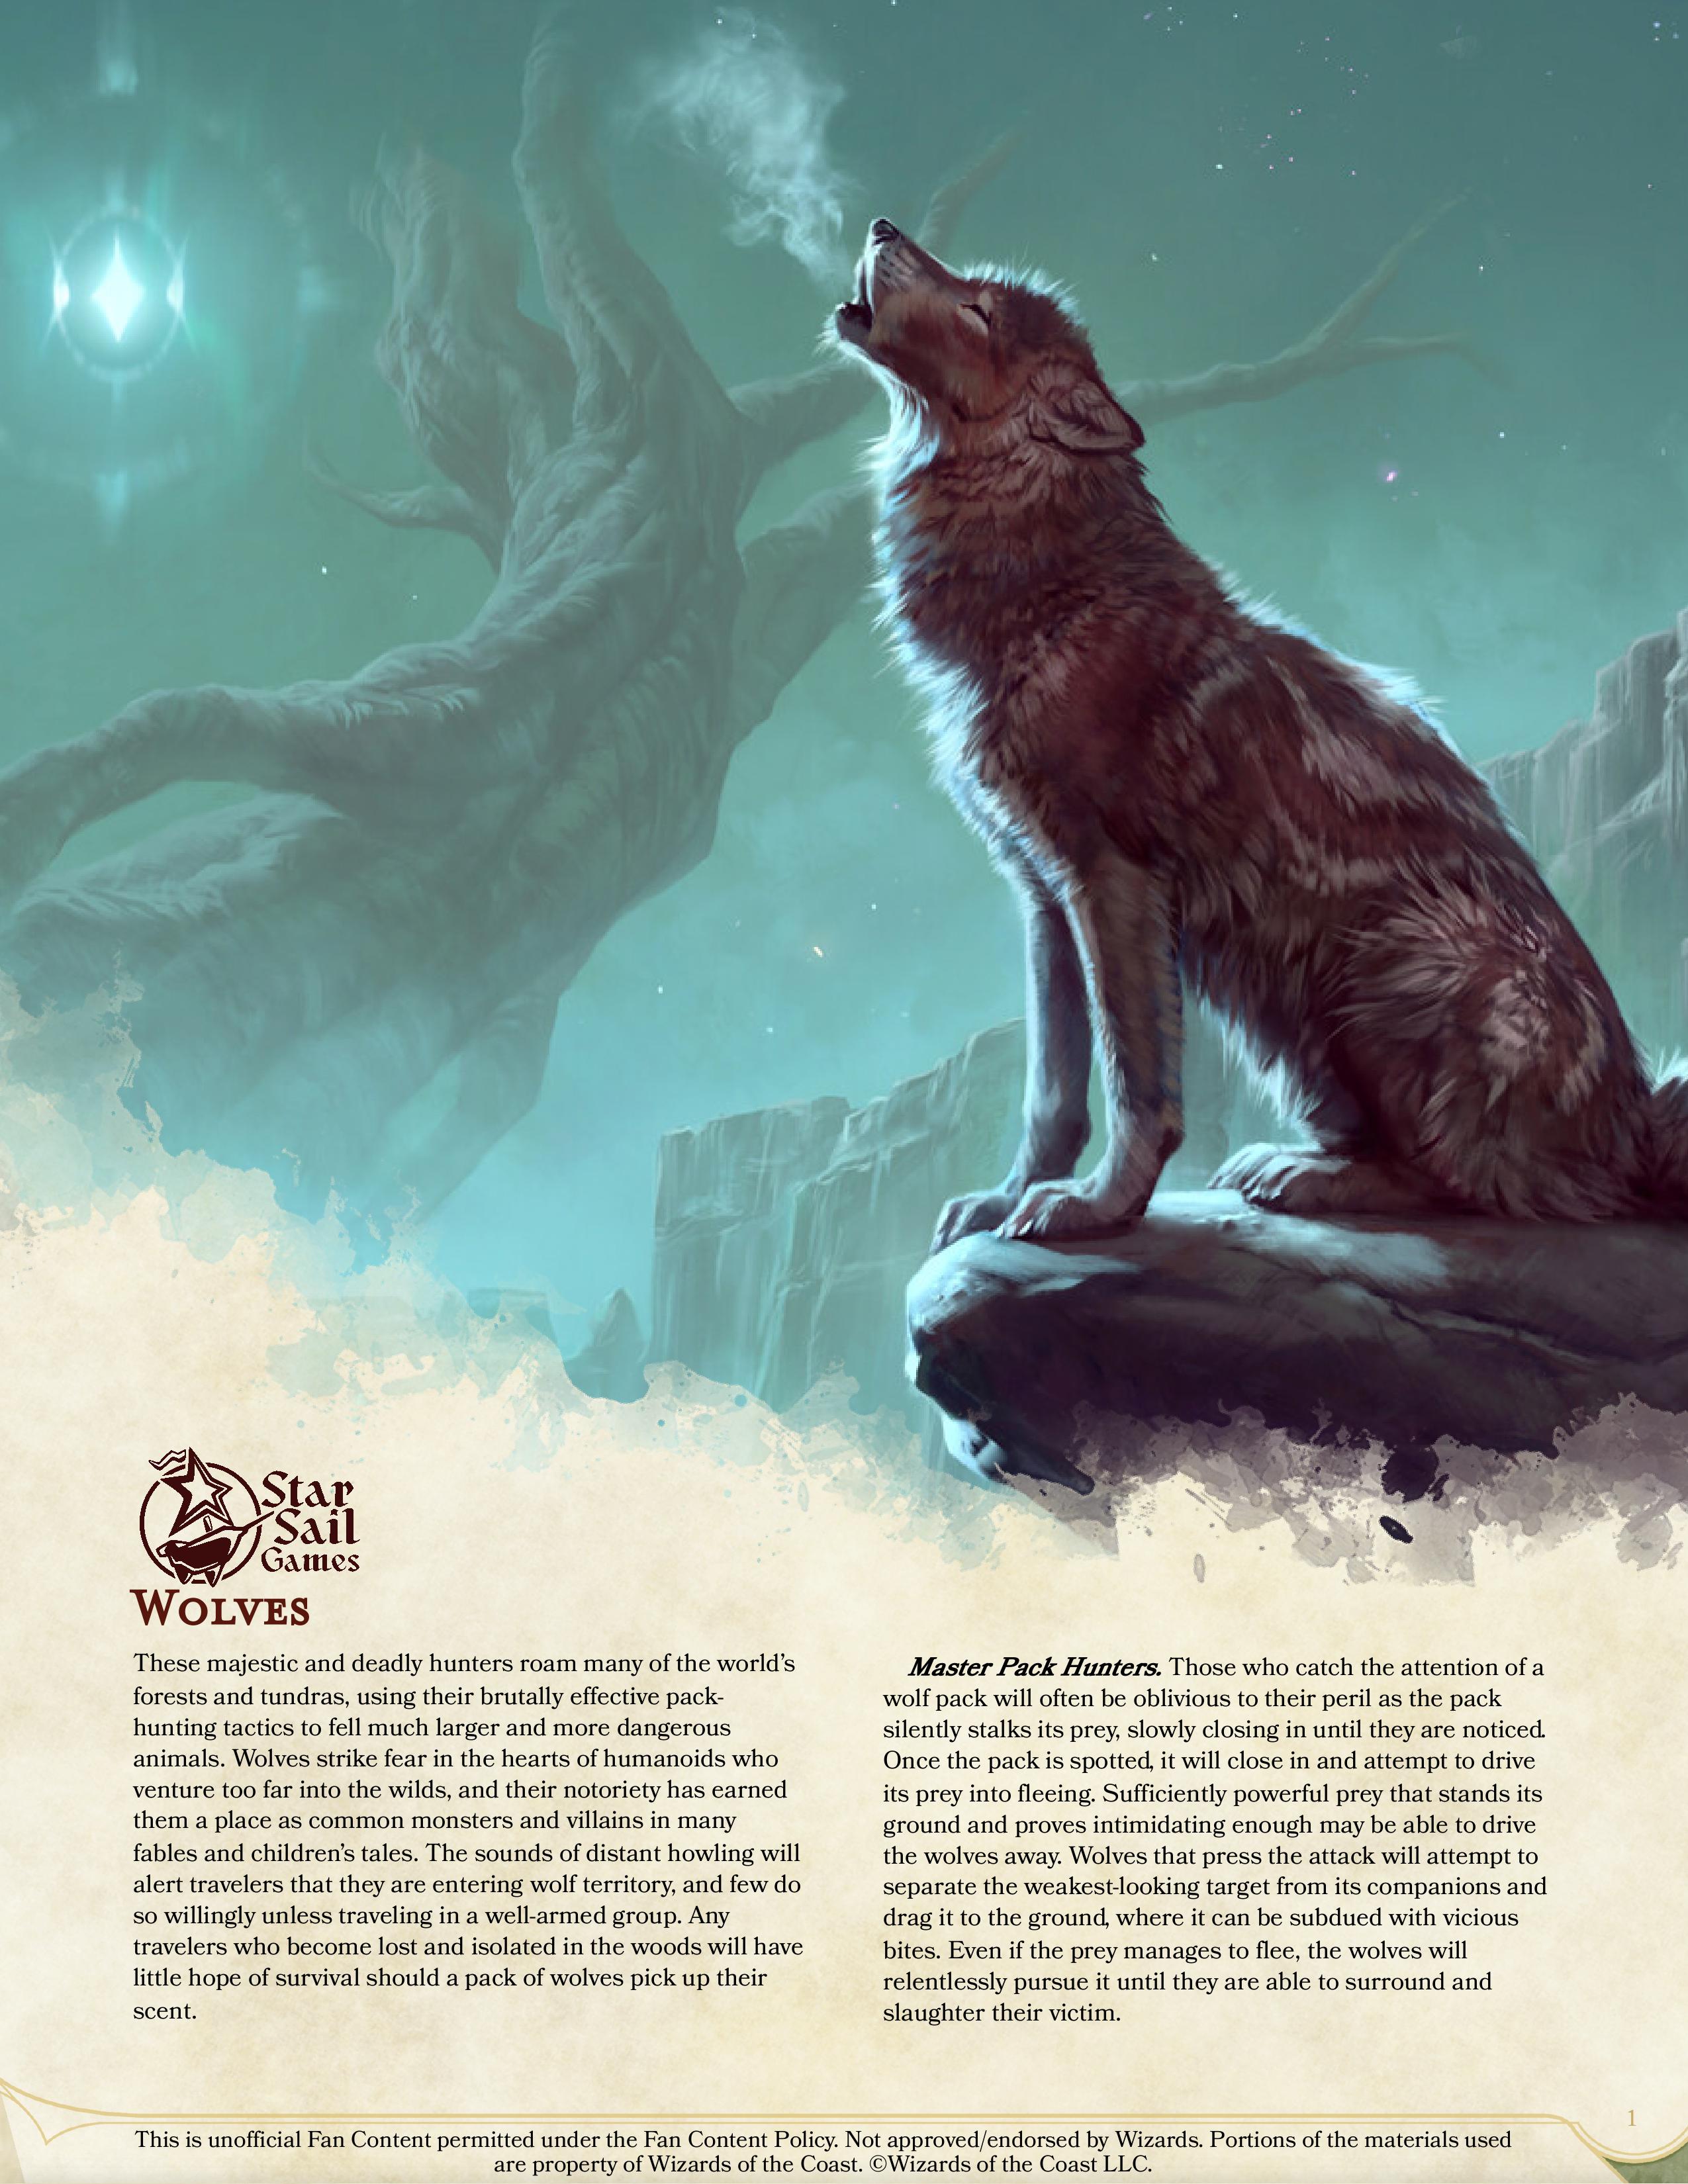 Star
Sail
Games
Wolves
These majestic and deadly hunters roam many of the world's
forests and tundras, using their brutally effective pack-
hunting tactics to fell much larger and more dangerous
animals. Wolves strike fear in the hearts of humanoids who
venture too far into the wilds, and their notoriety has earned
them a place as common monsters and villains in many
fables and children's tales. The sounds of distant howling will
alert travelers that they are entering wolf territory, and few do
so willingly unless traveling in a well-armed group. Any
travelers who become lost and isolated in the woods will have
little hope of survival should a pack of wolves pick up their
scent.
Master Pack Hunters. Those who catch the attention of a
wolf pack will often be oblivious to their peril as the pack
silently stalks its prey, slowly closing in until they are noticed.
Once the pack is spotted, it will close in and attempt to drive
its prey into fleeing. Sufficiently powerful prey that stands its
ground and proves intimidating enough may be able to drive
the wolves away. Wolves that press the attack will attempt to
separate the weakest-looking target from its companions and
drag it to the ground, where it can be subdued with vicious
bites. Even if the prey manages to flee, the wolves will
relentlessly pursue it until they are able to surround and
slaughter their victim.
1
This is unofficial Fan Content permitted under the Fan Content Policy. Not approved/endorsed by Wizards. Portions of the materials used
are property of Wizards of the Coast. ©Wizards of the Coast LLC.